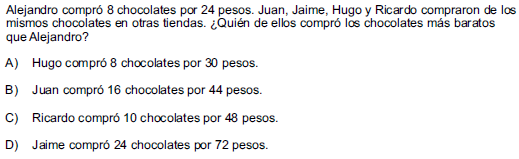 Alejandro compró 8 chocolates por 24 pesos. Juan, Jaime, Hugo y Ricardo compraron de los
mismos chocolates en otras tiendas. ¿Quién de ellos compró los chocolates más baratos
que Alejandro?
A) Hugo compró 8 chocolates por 30 pesos.
B) Juan compró 16 chocolates por 44 pesos.
C) Ricardo compró 10 chocolates por 48 pesos.
D) Jaime compró 24 chocolates por 72 pesos.